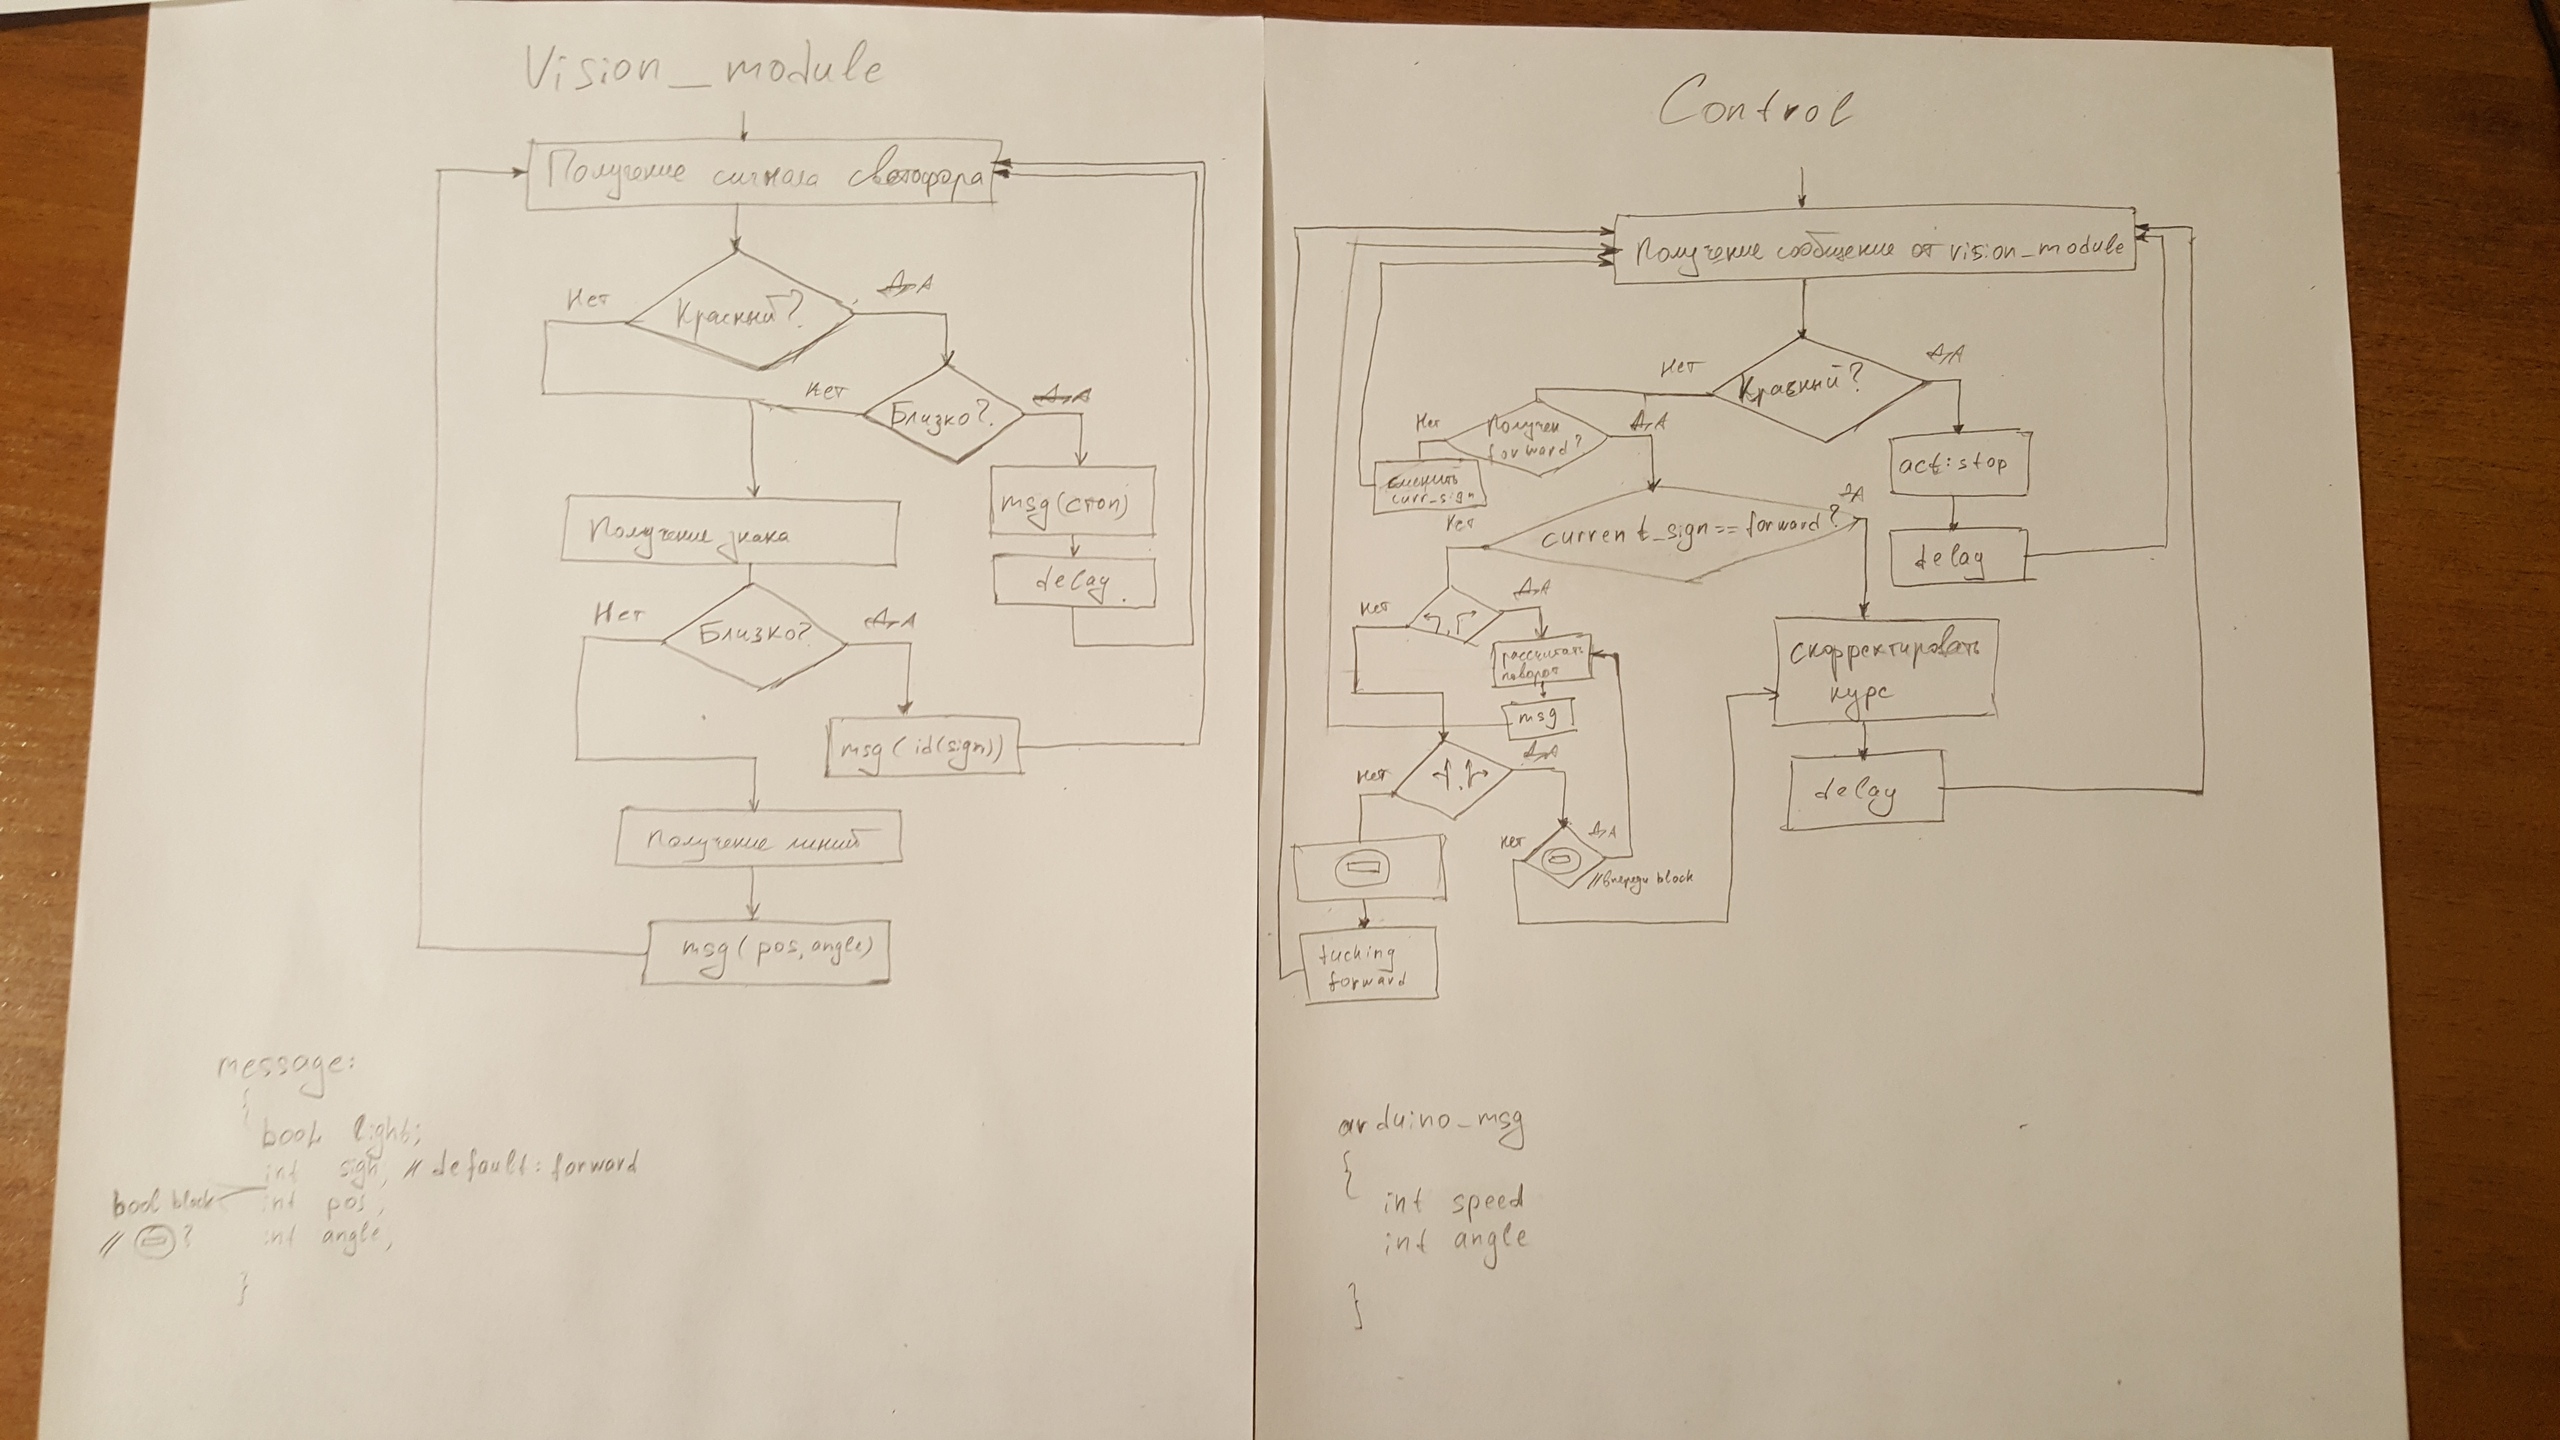 Vision_module
Получение сигнала светофора
Нет
Красный?
ДА
Нет
Близко?
ДА
msg(стоп)
delay
Получение знака
Нет
Близко?
ДА
msg(id(sign))
Получение линий
msg(pos, angle)
message:
{
bool light;
int sign, // default: forward
bool block
int pos,
// ?
int angle,
}
Control
Получение сообщение от vision_module
Нет
Красный?
ДА
act:stop
delay
Нет
Получен
forward?
ДА
сменить
curr_sign
Нет
current_sign == forward?
ДА
скорректировать
курс
delay
Нет
ДА
рассчитать
поворот
msg
Нет
ДА
Нет
ДА
// впереди block
fucking
forward
arduino_msg
{
int speed
int angle
}